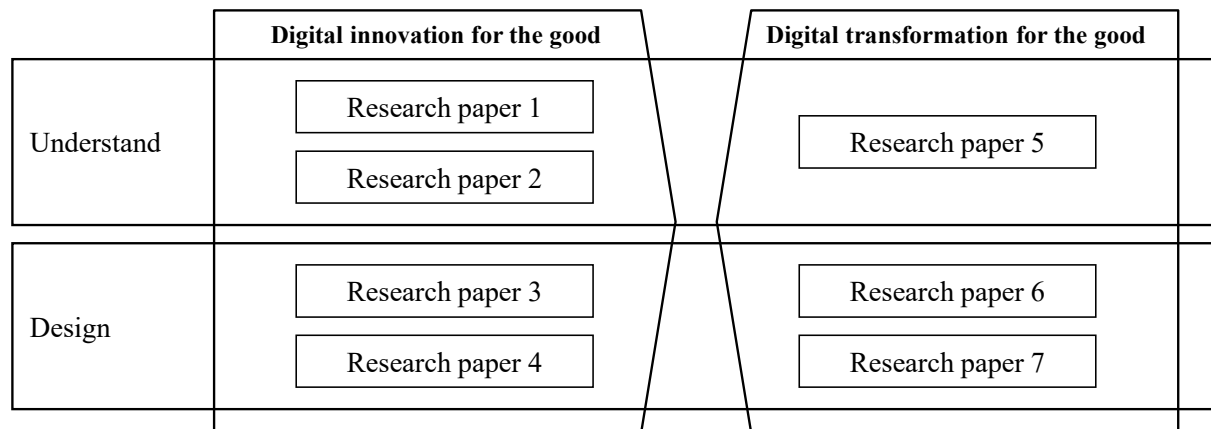 Digital innovation for the good
Digital transformation for the good
Understand
Research paper 1
Research paper 2
Research paper 5
Design
Research paper 3
Research paper 4
Research paper 6
Research paper 7